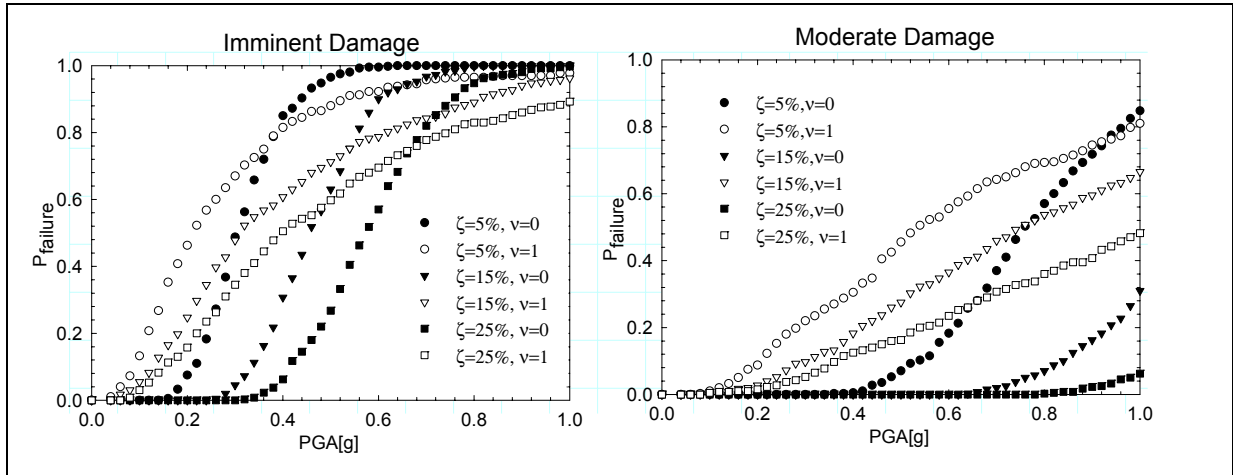 Imminent Damage
1.0
0.8
0.6
0.4
0.2
0.0
Pfailure
0.0 0.2 0.4 0.6 0.8 1.0
PGA[g]
ζ=5%, ν=0
ζ=5%, ν=1
ζ=15%, ν=0
ζ=15%, ν=1
ζ=25%, ν=0
ζ=25%, ν=1
Moderate Damage
1.0
0.8
0.6
0.4
0.2
0.0
Pfailure
0.0 0.2 0.4 0.6 0.8 1.0
PGA[g]
ζ=5%,ν=0
ζ=5%,ν=1
ζ=15%,ν=0
ζ=15%,ν=1
ζ=25%,ν=0
ζ=25%, ν=1